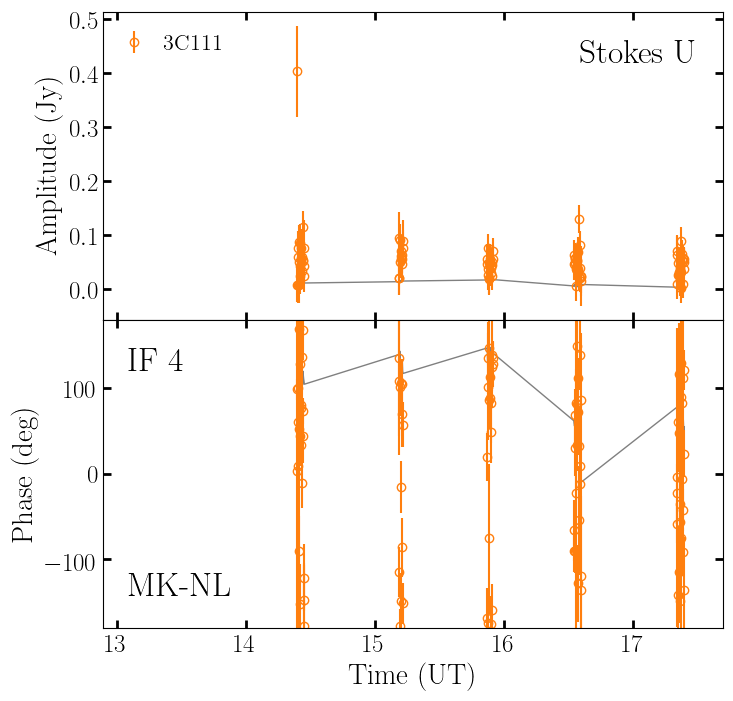 3C111
Stokes U
Amplitude (Jy)
0.5
0.4
0.3
0.2
0.1
0.0
IF 4
MK-NL
Phase (deg)
100
0
−100
13 14 15 16 17
Time (UT)